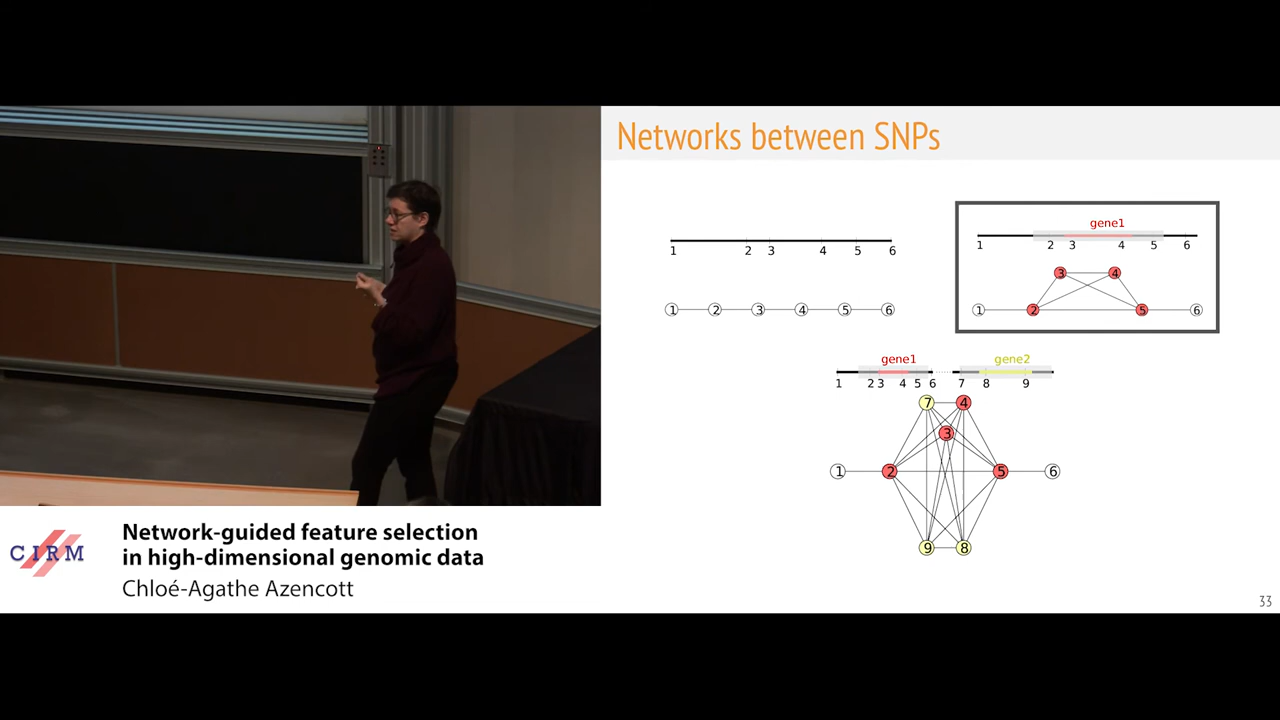 Networks between SNPs
1 2 3 4 5 6
1 2 3 4 5 6
gene1
1 2 3 4 5 6
3 4
1 2 5 6
gene1 gene2
1 2 3 4 5 6 7 8 9
7 4
3
1 2 5 6
9 8
33
CIRM
Network-guided feature selection
in high-dimensional genomic data
Chloé-Agathe Azencott